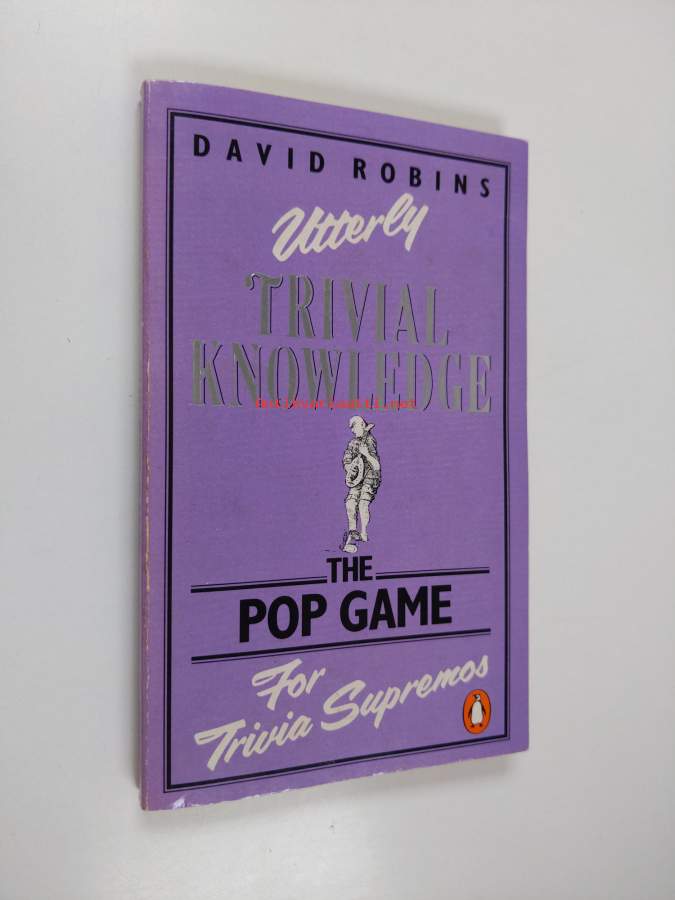 DAVID ROBINS
Utterly
TRIVIAL
KNOWLEDGE
THE
POP GAME
For
Trivia Supremos